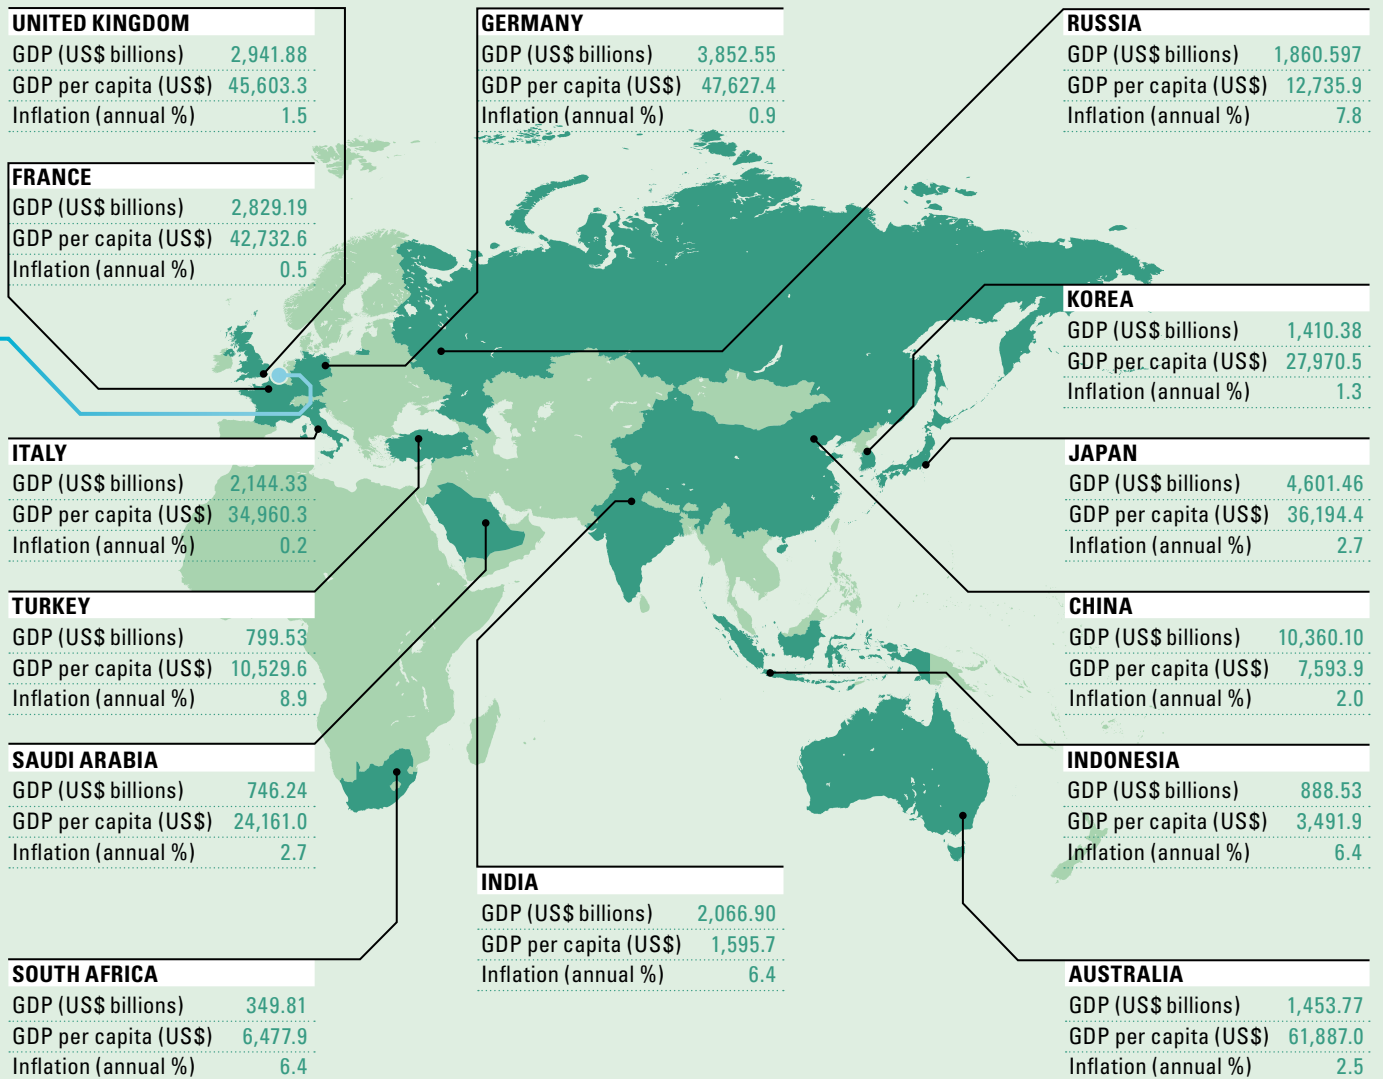 UNITED KINGDOM
GDP (US$ billions) 2,941.88
GDP per capita (US$) 45,603.3
Inflation (annual %) 1.5
FRANCE
GDP (US$ billions) 2,829.19
GDP per capita (US$) 42,732.6
Inflation (annual %) 0.5
ITALY
GDP (US$ billions) 2,144.33
GDP per capita (US$) 34,960.3
Inflation (annual %) 0.2
TURKEY
GDP (US$ billions) 799.53
GDP per capita (US$) 10,529.6
Inflation (annual %) 8.9
SAUDI ARABIA
GDP (US$ billions) 746.24
GDP per capita (US$) 24,161.0
Inflation (annual %) 2.7
SOUTH AFRICA
GDP (US$ billions) 349.81
GDP per capita (US$) 6,477.9
Inflation (annual %) 6.4
GERMANY
GDP (US$ billions) 3,852.55
GDP per capita (US$) 47,627.4
Inflation (annual %) 0.9
INDIA
GDP (US$ billions) 2,066.90
GDP per capita (US$) 1,595.7
Inflation (annual %) 6.4
RUSSIA
GDP (US$ billions) 1,860.597
GDP per capita (US$) 12,735.9
Inflation (annual %) 7.8
KOREA
GDP (US$ billions) 1,410.38
GDP per capita (US$) 27,970.5
Inflation (annual %) 1.3
JAPAN
GDP (US$ billions) 4,601.46
GDP per capita (US$) 36,194.4
Inflation (annual %) 2.7
CHINA
GDP (US$ billions) 10,360.10
GDP per capita (US$) 7,593.9
Inflation (annual %) 2.0
INDONESIA
GDP (US$ billions) 888.53
GDP per capita (US$) 3,491.9
Inflation (annual %) 6.4
AUSTRALIA
GDP (US$ billions) 1,453.77
GDP per capita (US$) 61,887.0
Inflation (annual %) 2.5